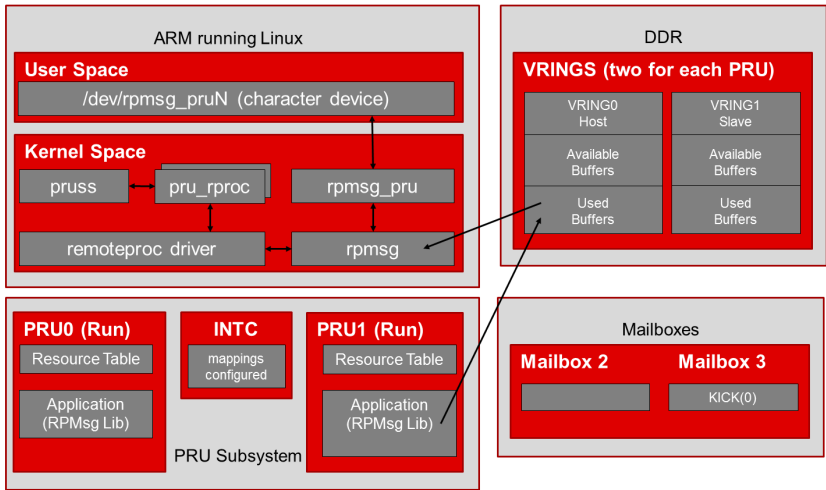 ARM running Linux
User Space
/dev/rpmsg_pruN (character device)
Kernel Space
pruss
pru_rproc
rpmsg_pru
remoteproc driver
rpmsg
DDR
VRINGS (two for each PRU)
VRING0
Host
Available
Buffers
Used
Buffers
VRING1
Slave
Available
Buffers
Used
Buffers
PRU0 (Run)
Resource Table
Application
(RPMsg Lib)
INTC
mappings
configured
PRU1 (Run)
Resource Table
Application
(RPMsg Lib)
PRU Subsystem
Mailboxes
Mailbox 2
Mailbox 3
KICK(0)